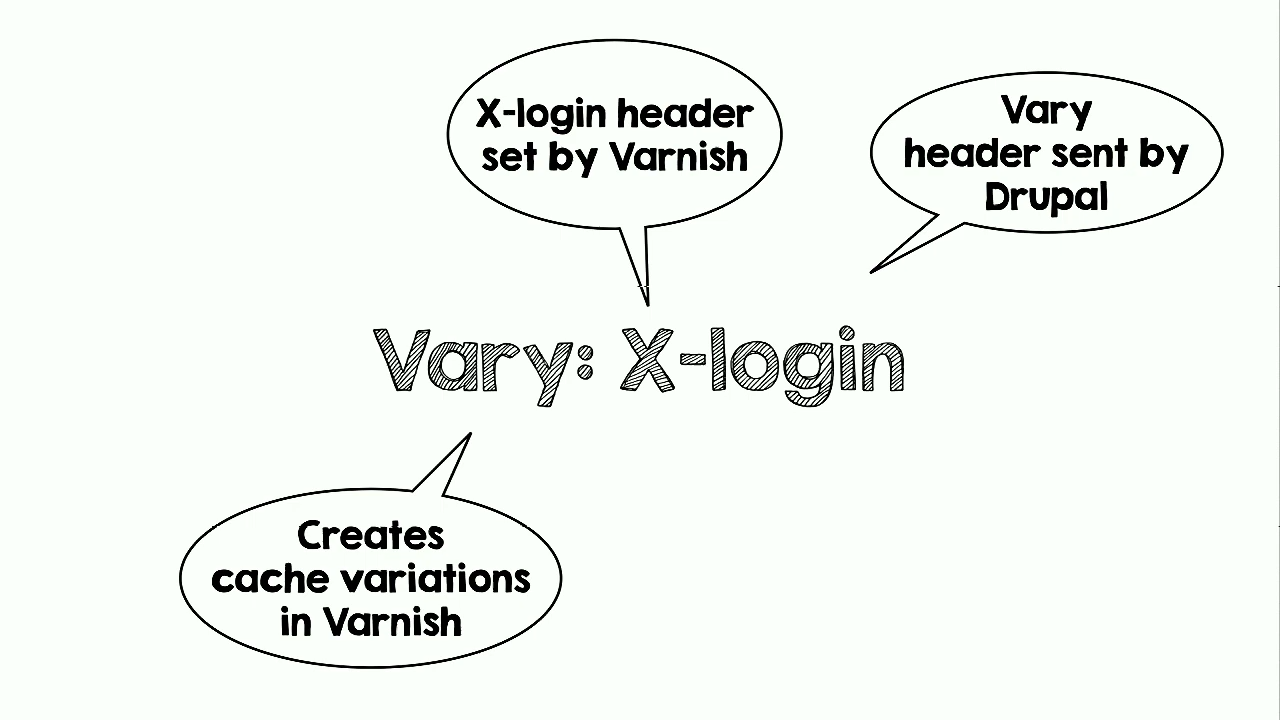 X-login header
set by Varnish
Vary
header sent by
Drupal
Vary: X-login
Creates
cache variations
in Varnish